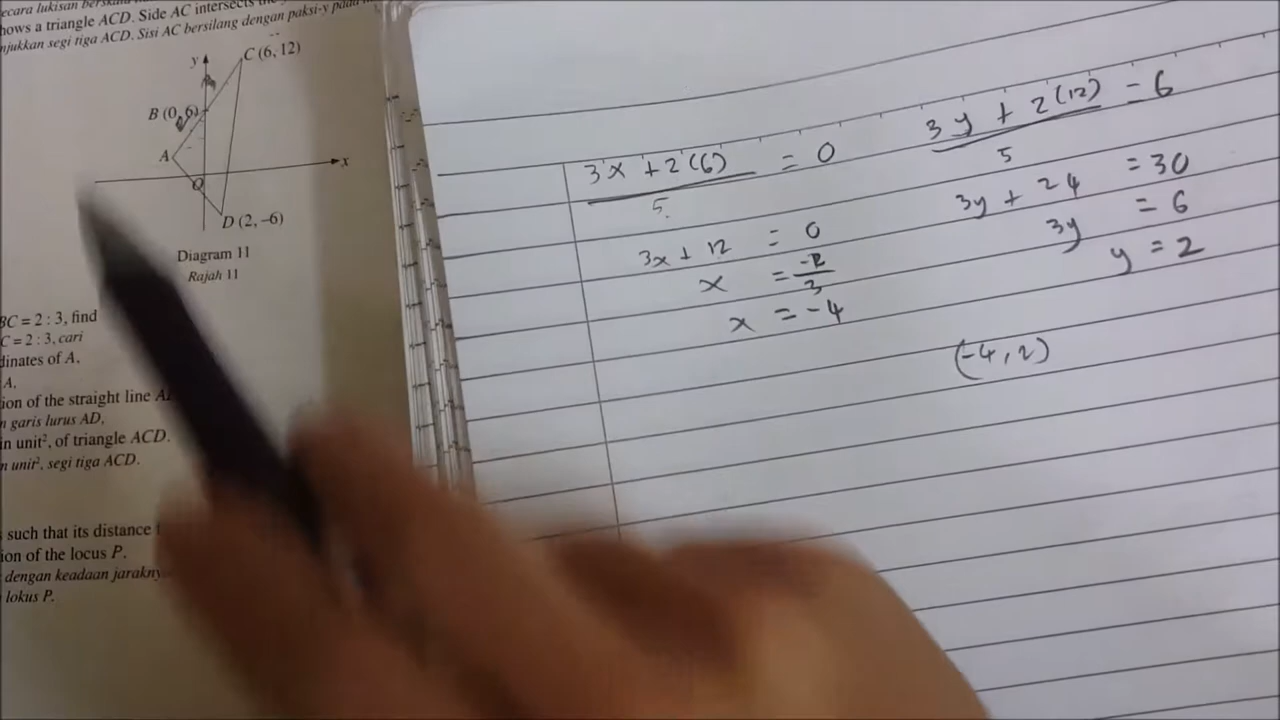 hows a triangle ACD. Side AC intersects
njukkan segi tiga ACD. Sisi AC bersilang dengan paksi-y pada
y
C (6, 12)
B (0, 6)
A
x
O
D (2, −6)
Diagram 11
Rajah 11
BC = 2 : 3, find
C = 2 : 3, cari
dinates of A,
A,
ion of the straight line
n garis lurus AD,
in unit², of triangle ACD.
n unit², segi tiga ACD.
such that its distance
ion of the locus P.
dengan keadaan jarakny
lokus P.
3x + 2(6) / 5 = 0
3x + 12 = 0
x = -12/3
x = -4
3y + 2(12) / 5 = 6
3y + 24 = 30
3y = 6
y = 2
(-4, 2)